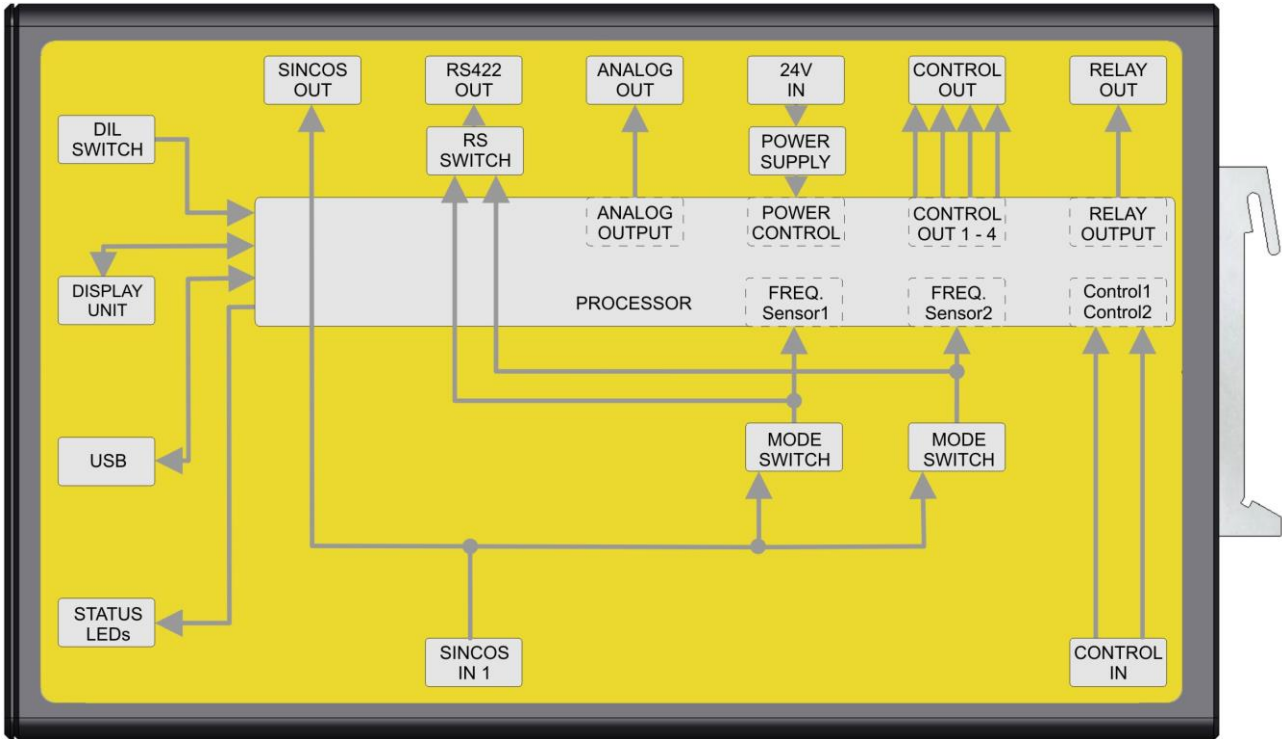 SINCOS
OUT
RS422
OUT
ANALOG
OUT
24V
IN
CONTROL
OUT
RELAY
OUT
DIL
SWITCH
RS
SWITCH
POWER
SUPPLY
ANALOG
OUTPUT
POWER
CONTROL
CONTROL
OUT 1 - 4
RELAY
OUTPUT
DISPLAY
UNIT
PROCESSOR
FREQ.
Sensor1
FREQ.
Sensor2
Control1
Control2
USB
MODE
SWITCH
MODE
SWITCH
STATUS
LEDs
SINCOS
IN 1
CONTROL
IN